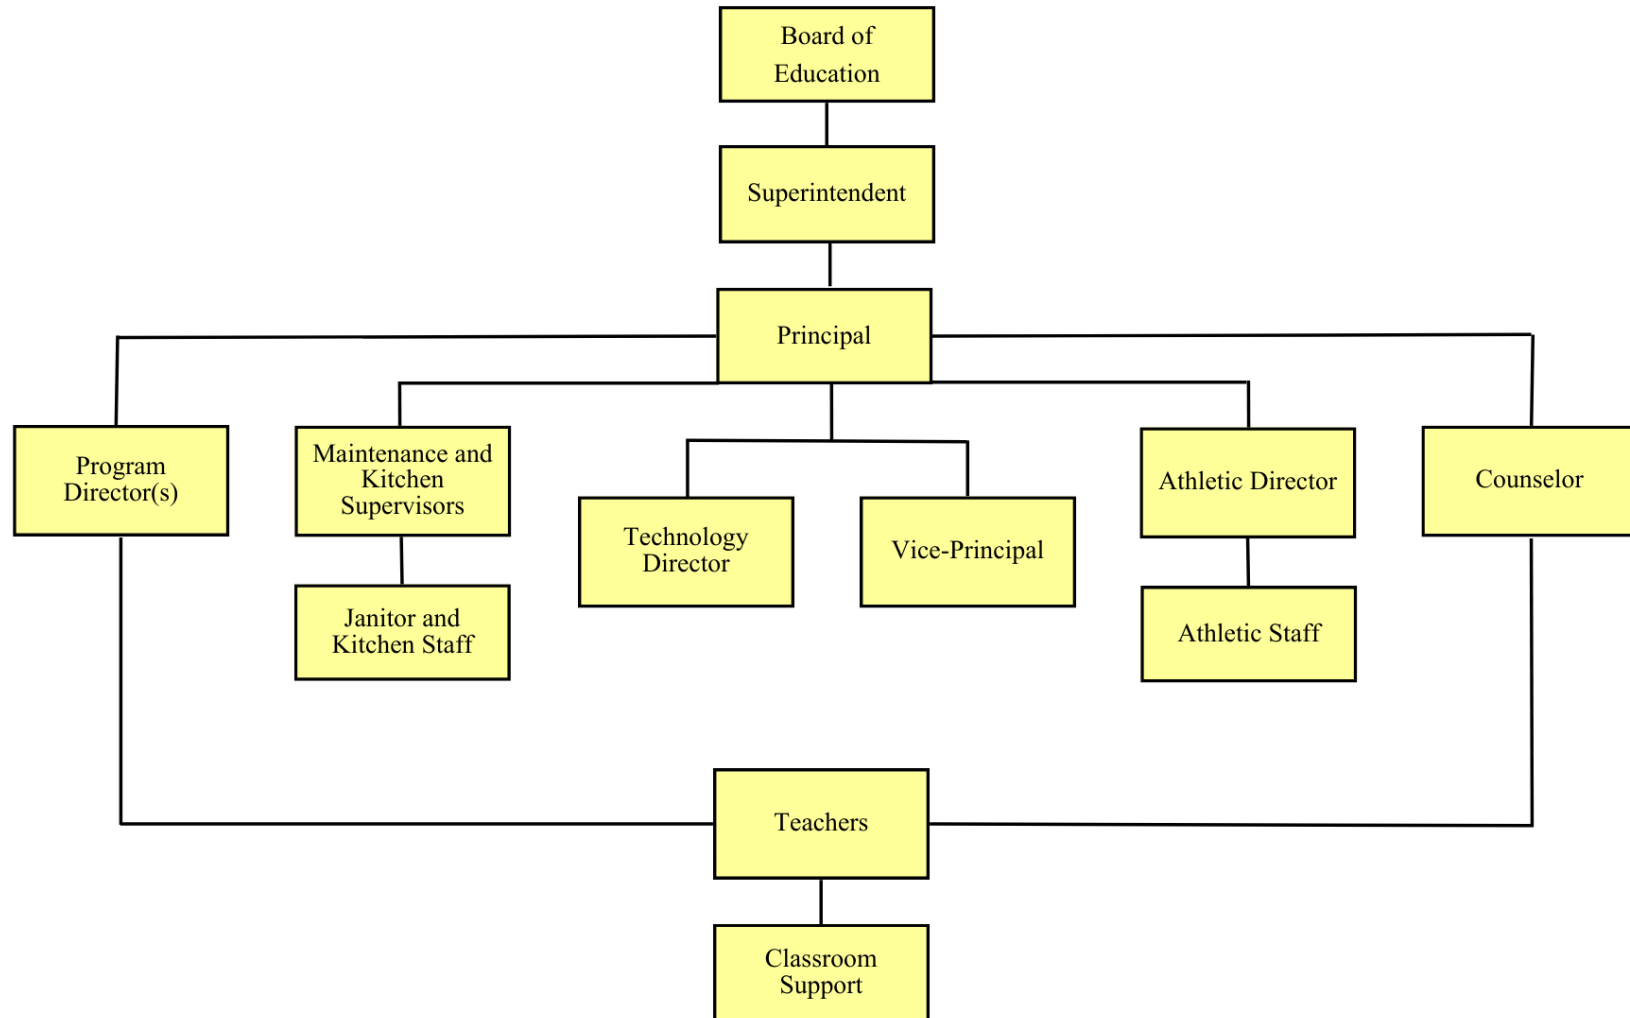 Board of
Education
Superintendent
Principal
Program
Director(s)
Maintenance and
Kitchen
Supervisors
Technology
Director
Vice-Principal
Athletic Director
Counselor
Janitor and
Kitchen Staff
Athletic Staff
Teachers
Classroom
Support